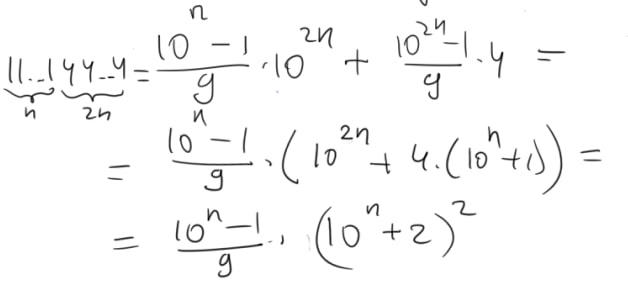 11...1 44...4 = (10^n - 1)/9 · 10^(2n) + (10^(2n) - 1)/9 · 4 =
n 2n
= (10^n - 1)/9 · (10^(2n) + 4 · (10^n + 1)) =
= (10^n - 1)/9 · (10^n + 2)^2